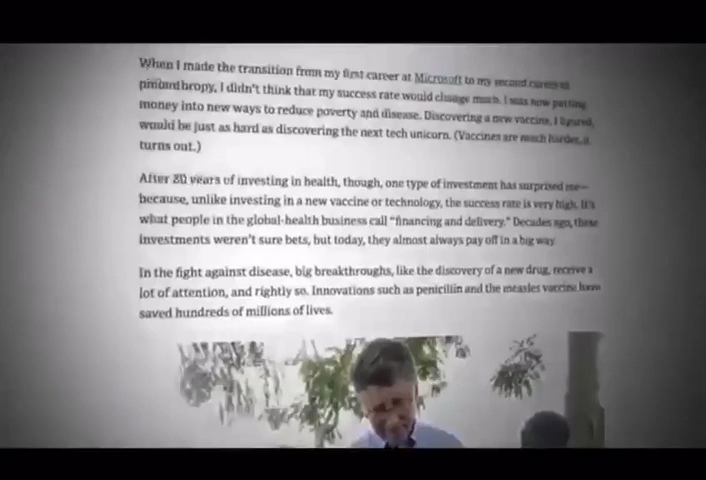 When I made the transition from my first career at Microsoft to my second career in
philanthropy, I didn't think that my success rate would change much. I was now putting
money into new ways to reduce poverty and disease. Discovering a new vaccine, I figured,
would be just as hard as discovering the next tech unicorn. (Vaccines are much harder, it
turns out.)
After 20 years of investing in health, though, one type of investment has surprised me—
because, unlike investing in a new vaccine or technology, the success rate is very high. It's
what people in the global-health business call "financing and delivery." Decades ago, these
investments weren't sure bets, but today, they almost always pay off in a big way.
In the fight against disease, big breakthroughs, like the discovery of a new drug, receive a
lot of attention, and rightly so. Innovations such as penicillin and the measles vaccine have
saved hundreds of millions of lives.